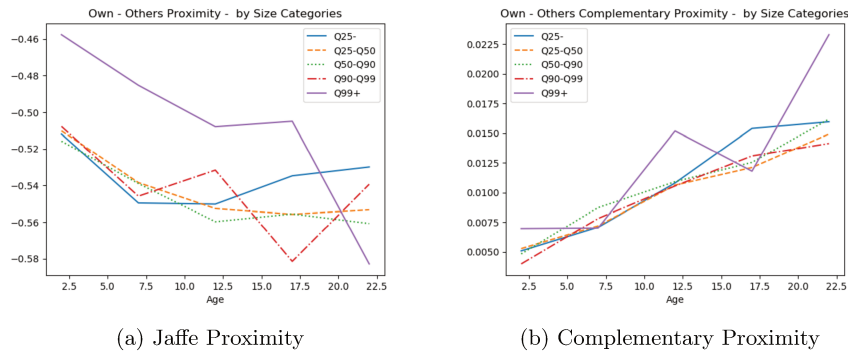 Own - Others Proximity -  by Size Categories
−0.46
−0.48
−0.50
−0.52
−0.54
−0.56
−0.58
2.5 5.0 7.5 10.0 12.5 15.0 17.5 20.0 22.5
Age
Q25-
Q25-Q50
Q50-Q90
Q90-Q99
Q99+
(a) Jaffe Proximity
Own - Others Complementary Proximity -  by Size Categories
0.0225
0.0200
0.0175
0.0150
0.0125
0.0100
0.0075
0.0050
2.5 5.0 7.5 10.0 12.5 15.0 17.5 20.0 22.5
Age
Q25-
Q25-Q50
Q50-Q90
Q90-Q99
Q99+
(b) Complementary Proximity